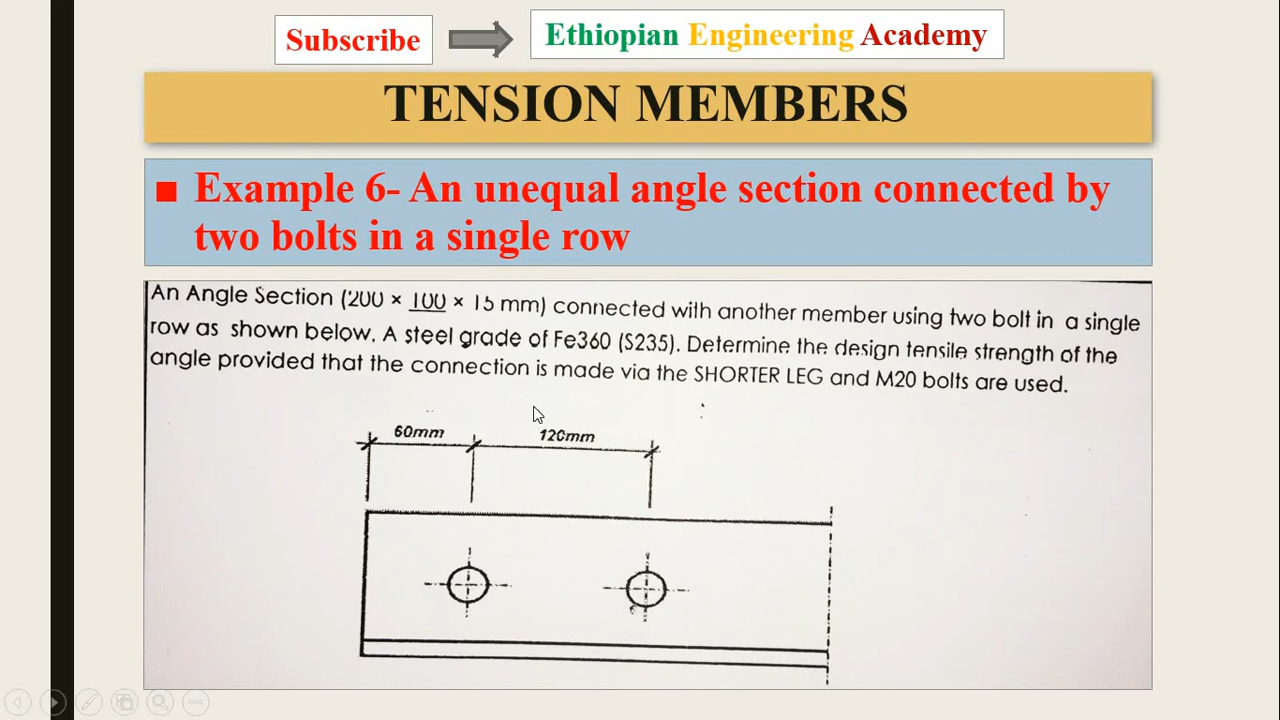 Subscribe
Ethiopian Engineering Academy
TENSION MEMBERS
Example 6- An unequal angle section connected by
two bolts in a single row
An Angle Section (200 × 100 × 15 mm) connected with another member using two bolt in a single
row as shown below. A steel grade of Fe360 (S235). Determine the design tensile strength of the
angle provided that the connection is made via the SHORTER LEG and M20 bolts are used.
60mm
120mm